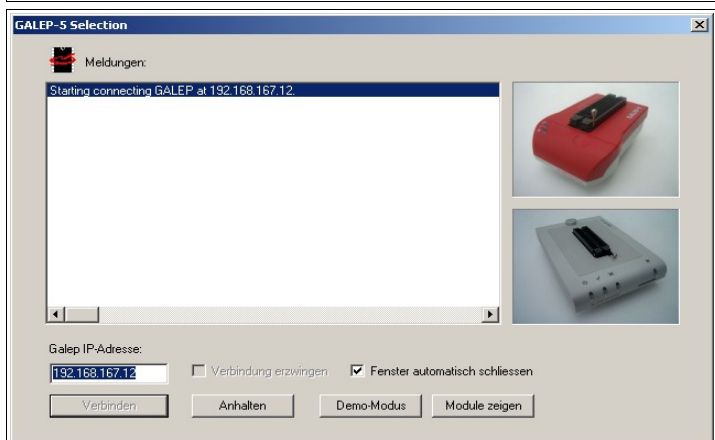 GALEP-5 Selection
Meldungen:
Starting connecting GALEP at 192.168.167.12.
Galep IP-Adresse:
192.168.167.12
Verbindung erzwingen
Fenster automatisch schliessen
Verbinden
Anhalten
Demo-Modus
Module zeigen